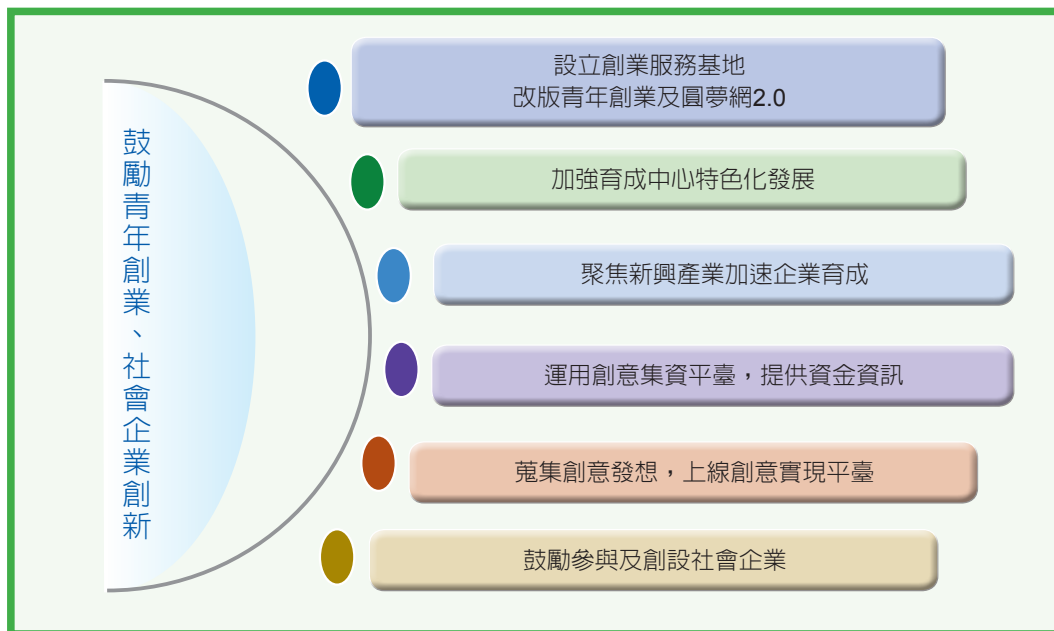 鼓勵青年創業、社會企業創新
設立創業服務基地
改版青年創業及圓夢網2.0
加強育成中心特色化發展
聚焦新興產業加速企業育成
運用創意集資平臺，提供資金資訊
蒐集創意發想，上線創意實現平臺
鼓勵參與及創設社會企業